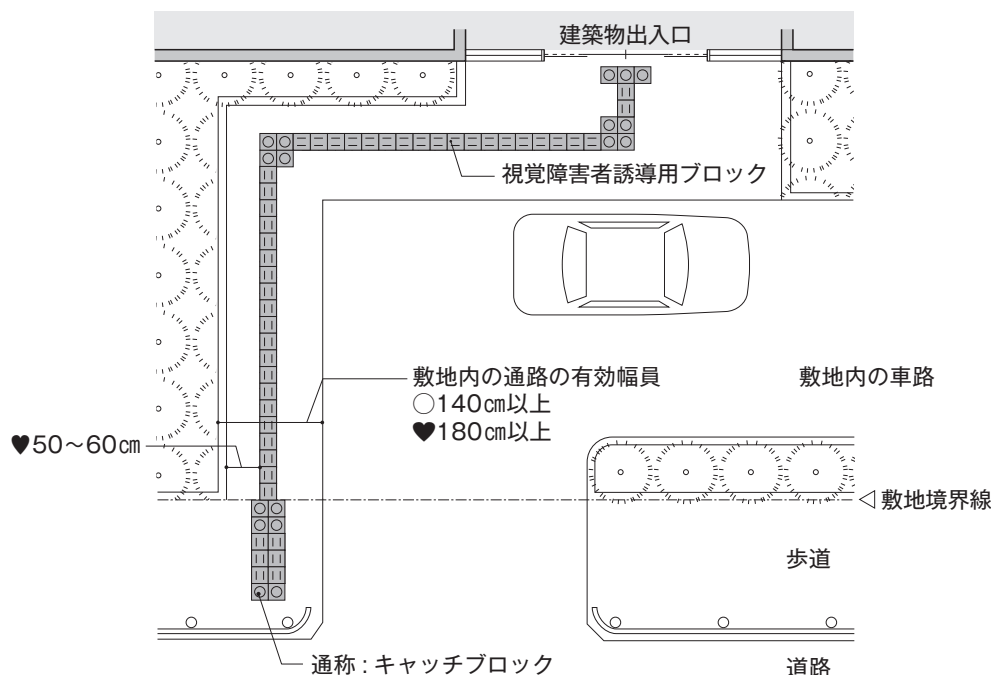 建築物出入口
視覚障害者誘導用ブロック
敷地内の通路の有効幅員
○140㎝以上
♥180㎝以上
敷地内の車路
♥50〜60㎝
◁敷地境界線
歩道
通称:キャッチブロック
道路